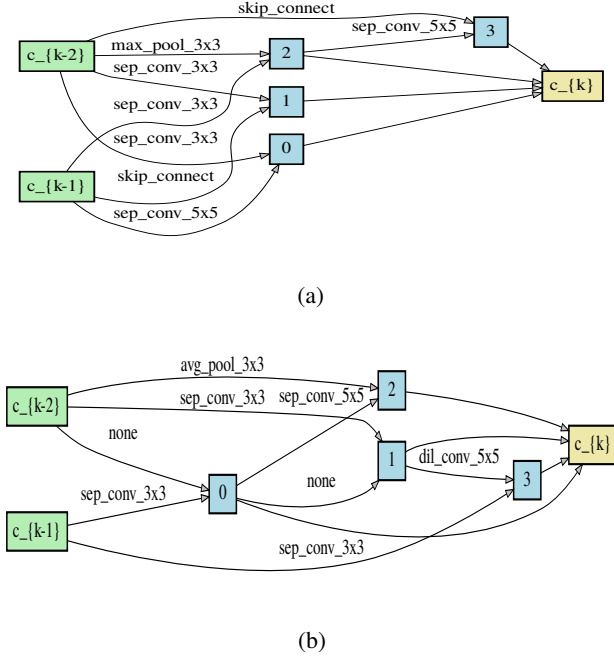 skip_connect
sep_conv_5x5
3
c_{k-2}
max_pool_3x3
2
sep_conv_3x3
c_{k}
1
sep_conv_3x3
sep_conv_3x3
0
c_{k-1}
skip_connect
sep_conv_5x5
(a)
avg_pool_3x3
2
c_{k-2}
sep_conv_3x3
sep_conv_5x5
none
c_{k}
1
dil_conv_5x5
sep_conv_3x3
0
none
3
c_{k-1}
sep_conv_3x3
(b)